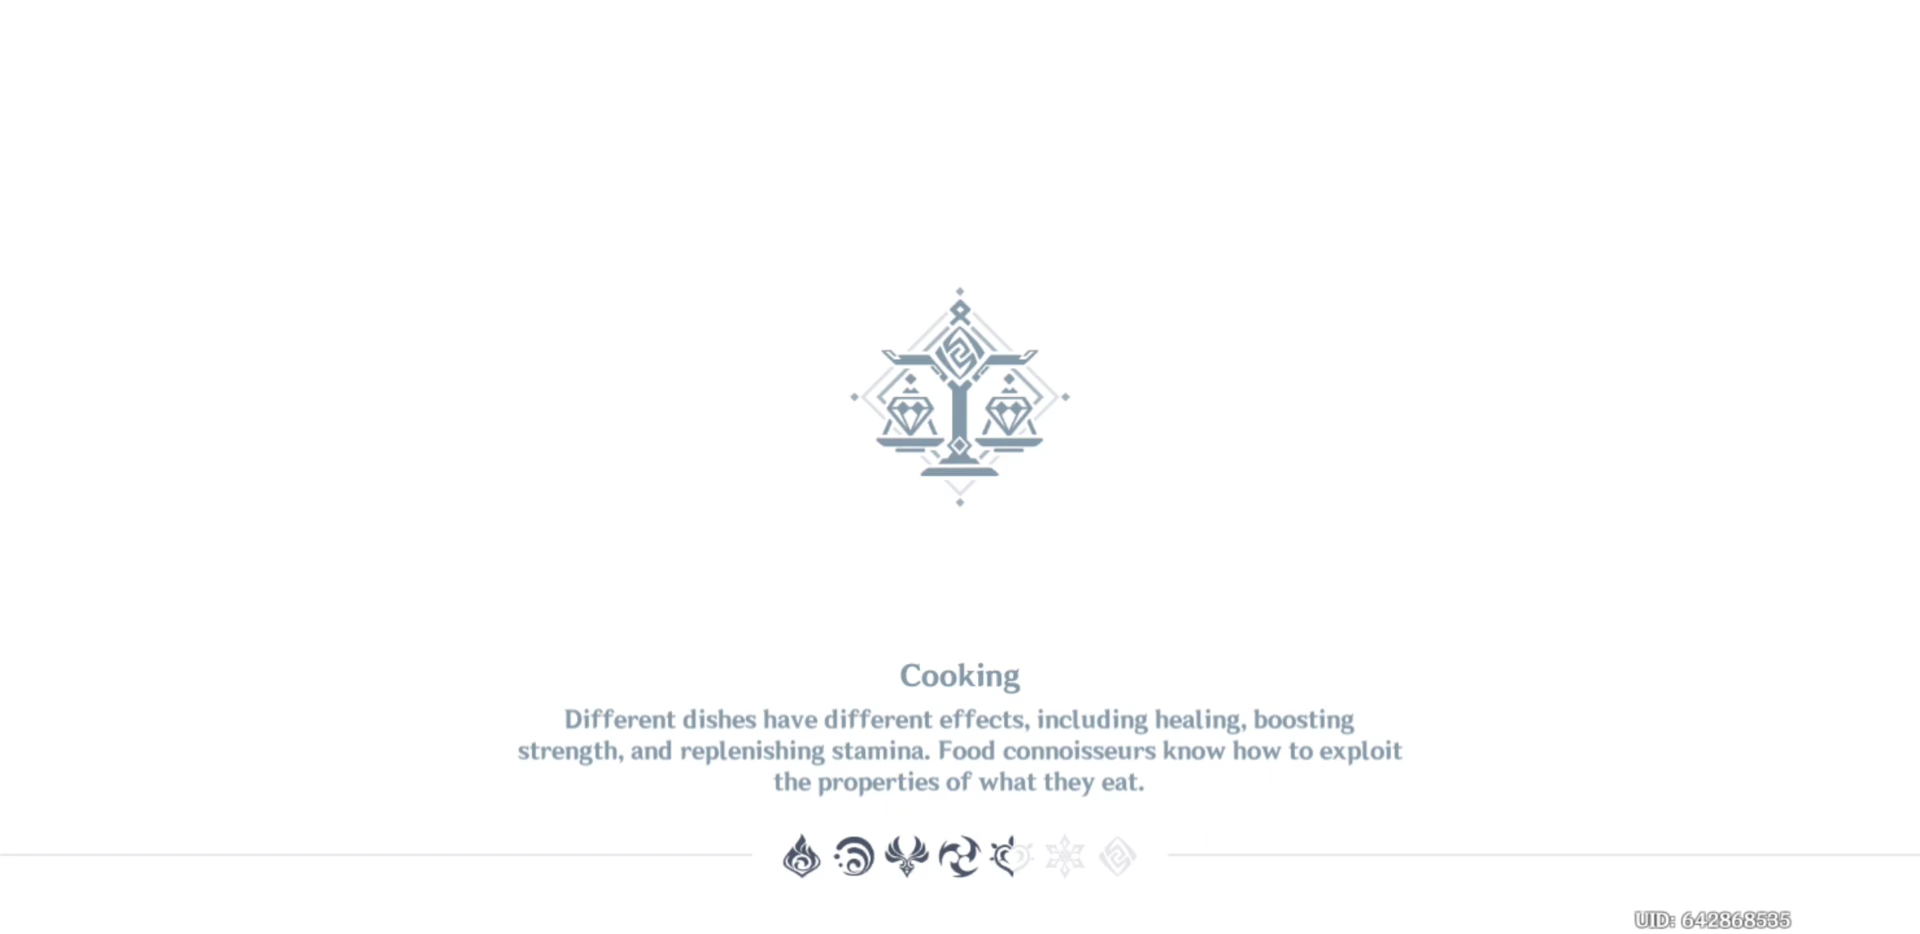 Cooking
Different dishes have different effects, including healing, boosting
strength, and replenishing stamina. Food connoisseurs know how to exploit
the properties of what they eat.
UID: 642868535